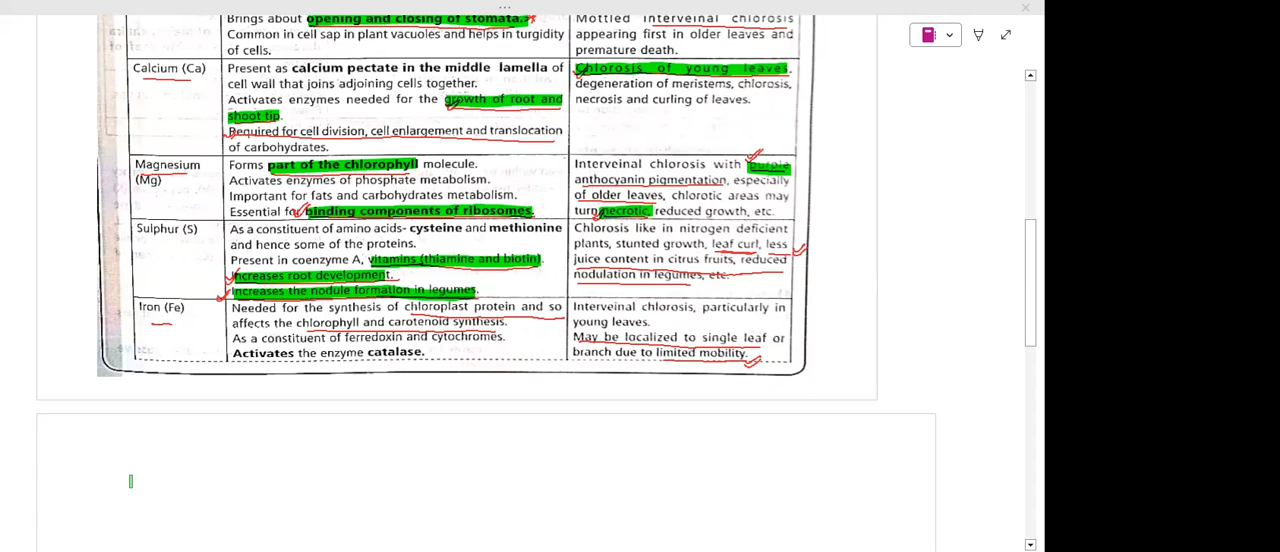 Brings about opening and closing of stomata.
Common in cell sap in plant vacuoles and helps in turgidity
of cells.
Mottled interveinal chlorosis
appearing first in older leaves and
premature death.
Calcium (Ca)
Present as calcium pectate in the middle lamella of
cell wall that joins adjoining cells together.
Activates enzymes needed for the growth of root and
shoot tip.
Required for cell division, cell enlargement and translocation
of carbohydrates.
Chlorosis of young leaves,
degeneration of meristems, chlorosis,
necrosis and curling of leaves.
Magnesium
(Mg)
Forms part of the chlorophyll molecule.
Activates enzymes of phosphate metabolism.
Important for fats and carbohydrates metabolism.
Essential for binding components of ribosomes.
Interveinal chlorosis with purple
anthocyanin pigmentation, especially
of older leaves, chlorotic areas may
turn necrotic, reduced growth, etc.
Sulphur (S)
As a constituent of amino acids- cysteine and methionine
and hence some of the proteins.
Present in coenzyme A, vitamins (thiamine and biotin).
Increases root development.
Increases the nodule formation in legumes.
Chlorosis like in nitrogen deficient
plants, stunted growth, leaf curl, less
juice content in citrus fruits, reduced
nodulation in legumes, etc.
Iron (Fe)
Needed for the synthesis of chloroplast protein and so
affects the chlorophyll and carotenoid synthesis.
As a constituent of ferredoxin and cytochromes.
Activates the enzyme catalase.
Interveinal chlorosis, particularly in
young leaves.
May be localized to single leaf or
branch due to limited mobility.